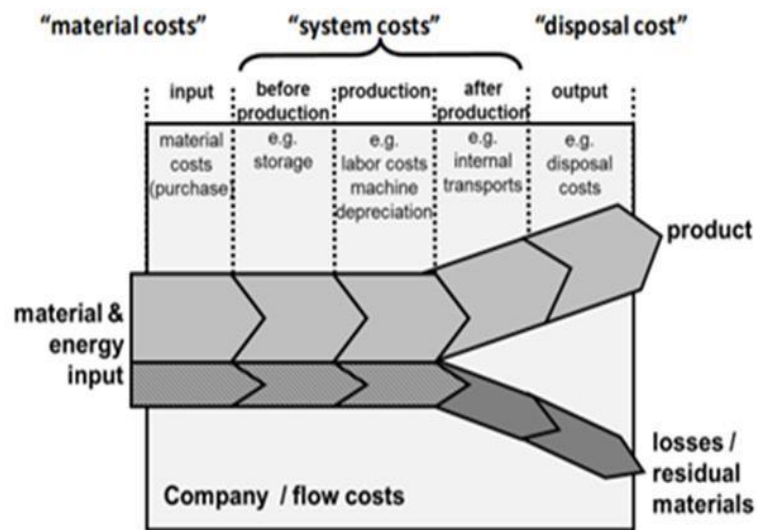 “material costs” “system costs” “disposal cost”
input
before
production
production
after
production
output
material
costs
(purchase)
e.g.
storage
e.g.
labor costs
machine
depreciation
e.g.
internal
transports
e.g.
disposal
costs
product
material &
energy
input
losses /
residual
materials
Company / flow costs